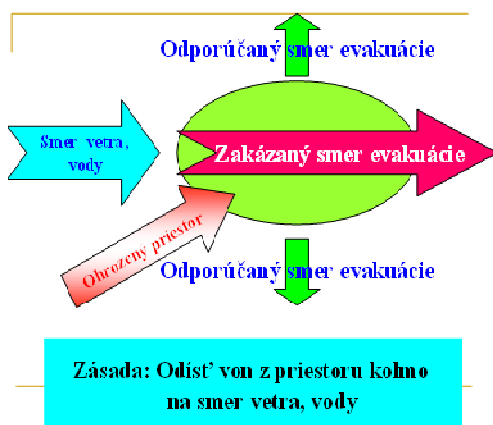 Odporúčaný smer evakuácie
Smer vetra,
vody
Zakázaný smer evakuácie
Ohrozený priestor
Odporúčaný smer evakuácie
Zásada: Odísť von z priestoru kolmo
na smer vetra, vody